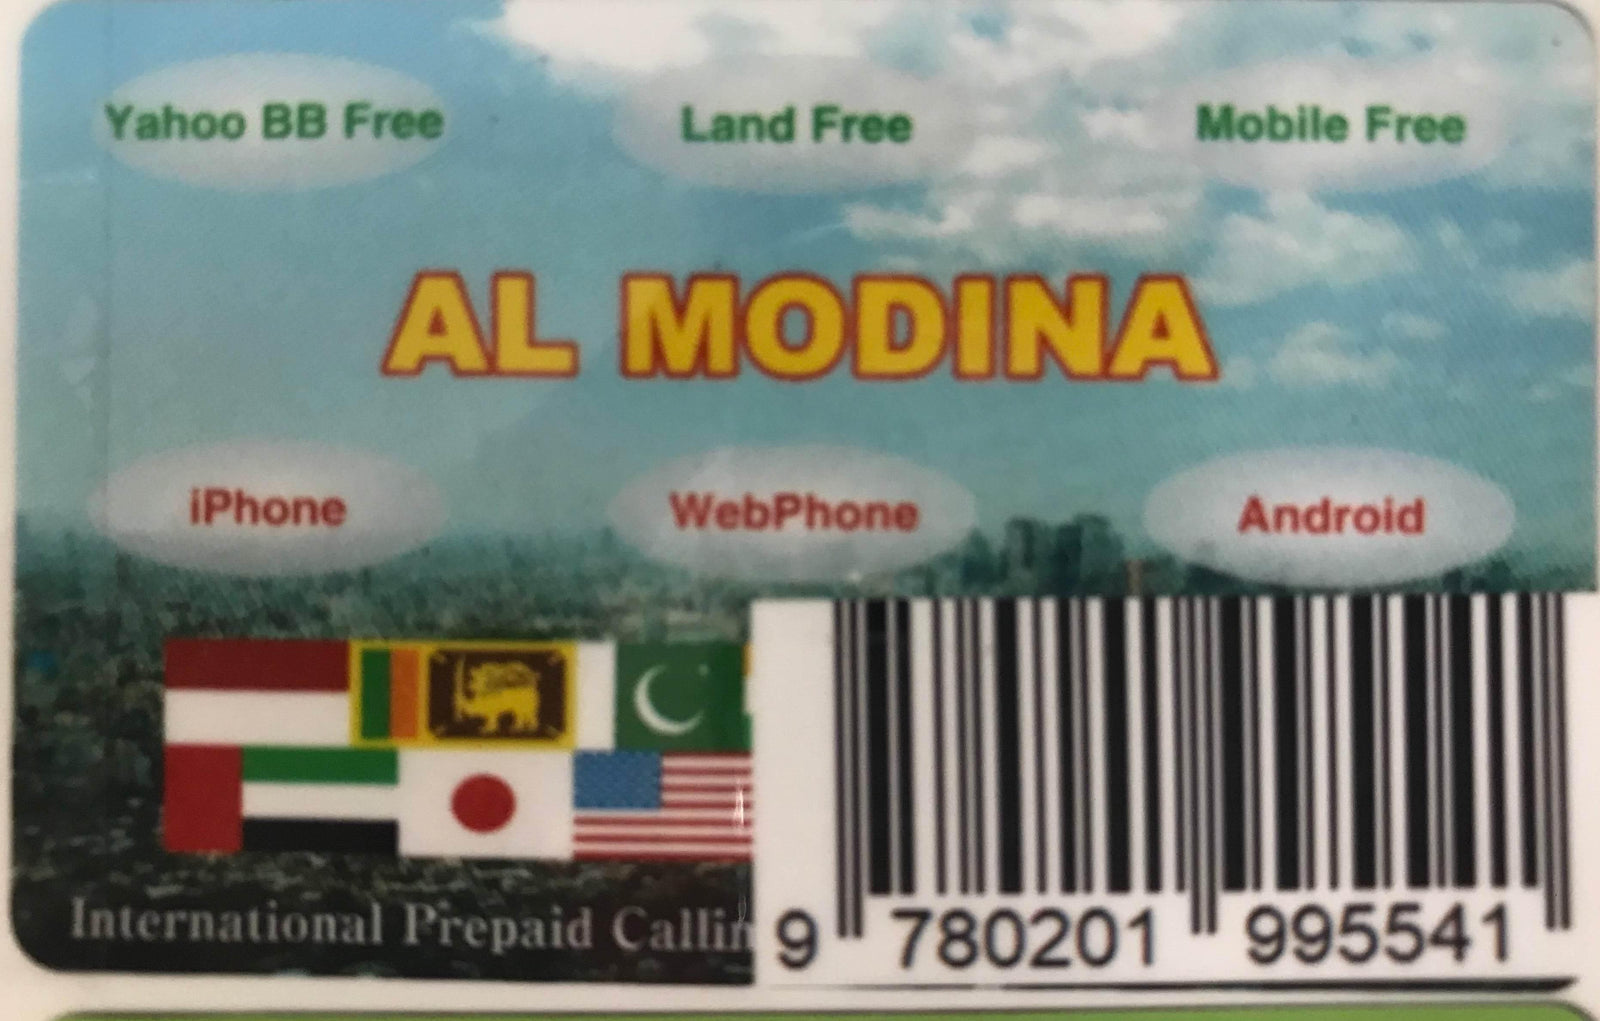 Yahoo BB Free Land Free Mobile Free
AL MODINA
iPhone WebPhone Android
International Prepaid Callin
9 780201 995541